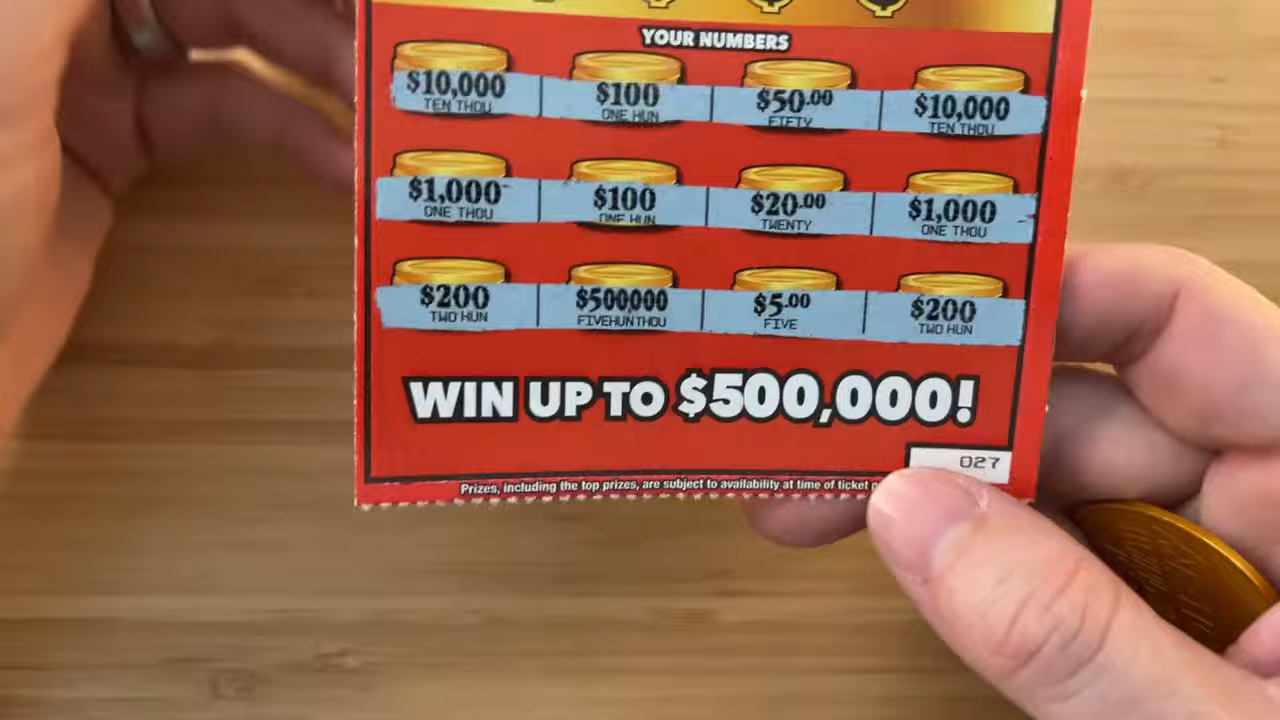 YOUR NUMBERS
$10,000 $100 $50.00 $10,000
TEN THOU ONE HUN FIFTY TEN THOU
$1,000 $100 $20.00 $1,000
ONE THOU ONE HUN TWENTY ONE THOU
$200 $500000 $5.00 $200
TWO HUN FIVEHUNTHOU FIVE TWO HUN
WIN UP TO $500,000!
027
Prizes, including the top prizes, are subject to availability at time of ticket